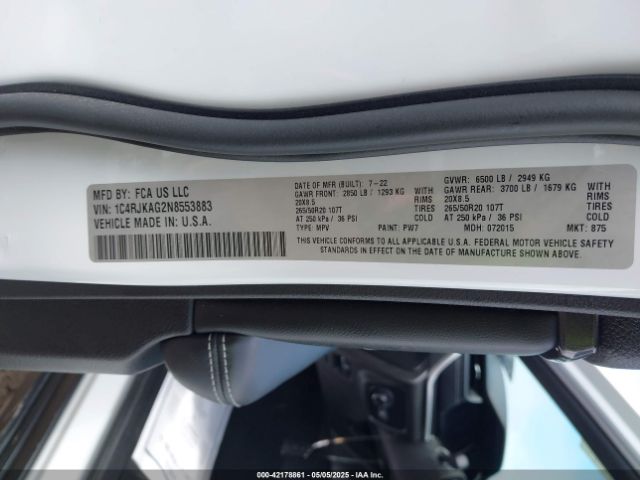 MFD BY: FCA US LLC
VIN: 1C4RJKAG2N8553883
VEHICLE MADE IN: U.S.A.
DATE OF MFR (BUILT): 7-22 GVWR: 6500 LB / 2949 KG
GAWR FRONT: 2850 LB / 1293 KG GAWR REAR: 3700 LB / 1679 KG
20X8.5 RIMS 20X8.5 RIMS
265/50R20 107T TIRES 265/50R20 107T TIRES
AT 250 kPa / 36 PSI COLD AT 250 kPa / 36 PSI COLD
TYPE: MPV PAINT: PW7 MDH: 072015 MKT: 875
THIS VEHICLE CONFORMS TO ALL APPLICABLE U.S.A. FEDERAL MOTOR VEHICLE SAFETY
STANDARDS IN EFFECT ON THE DATE OF MANUFACTURE SHOWN ABOVE.
000-42178861 - 05/05/2025 - IAA Inc.